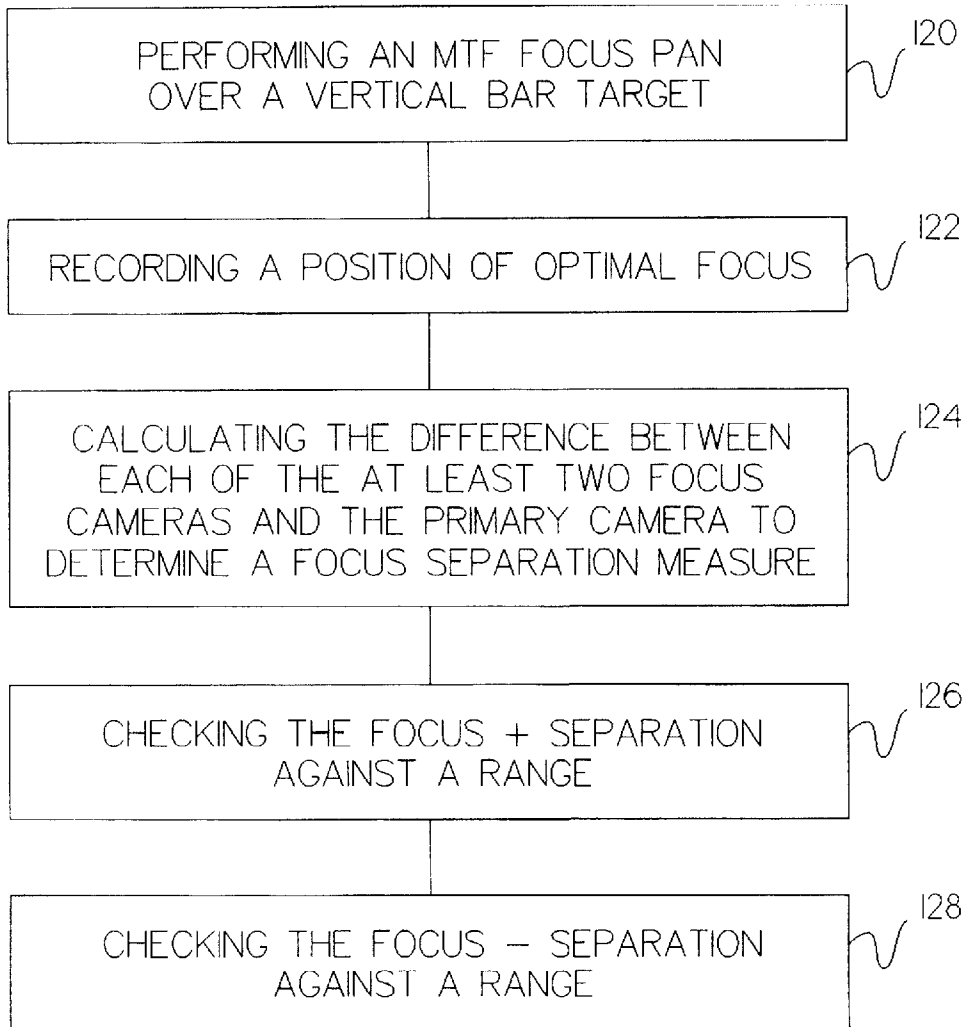 PERFORMING AN MTF FOCUS PAN
OVER A VERTICAL BAR TARGET
120
RECORDING A POSITION OF OPTIMAL FOCUS
122
CALCULATING THE DIFFERENCE BETWEEN
EACH OF THE AT LEAST TWO FOCUS
CAMERAS AND THE PRIMARY CAMERA TO
DETERMINE A FOCUS SEPARATION MEASURE
124
CHECKING THE FOCUS + SEPARATION
AGAINST A RANGE
126
CHECKING THE FOCUS – SEPARATION
AGAINST A RANGE
128